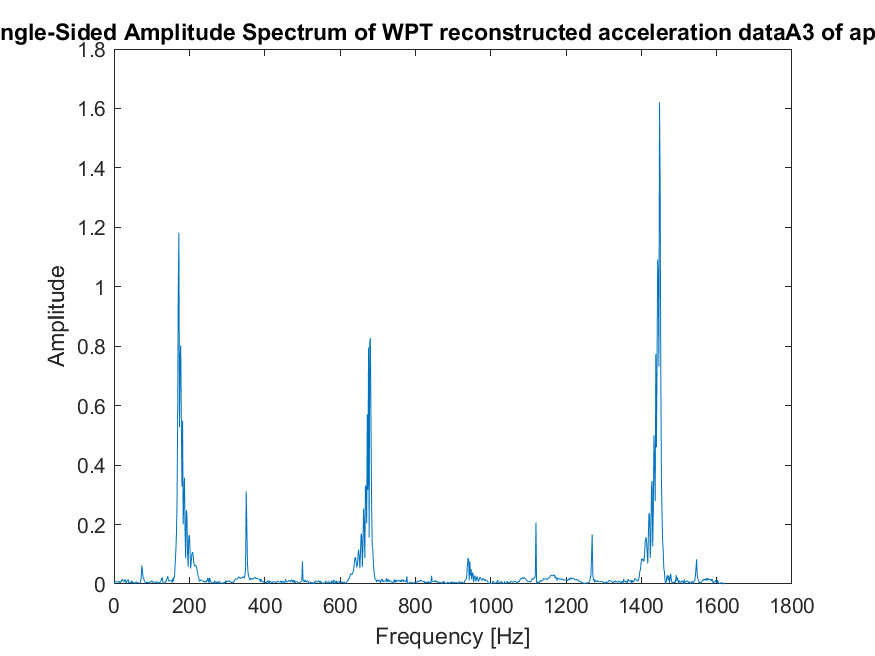 ngle-Sided Amplitude Spectrum of WPT reconstructed acceleration dataA3 of ap
1.8
1.6
1.4
1.2
1
0.8
0.6
0.4
0.2
0
Amplitude
0 200 400 600 800 1000 1200 1400 1600 1800
Frequency [Hz]